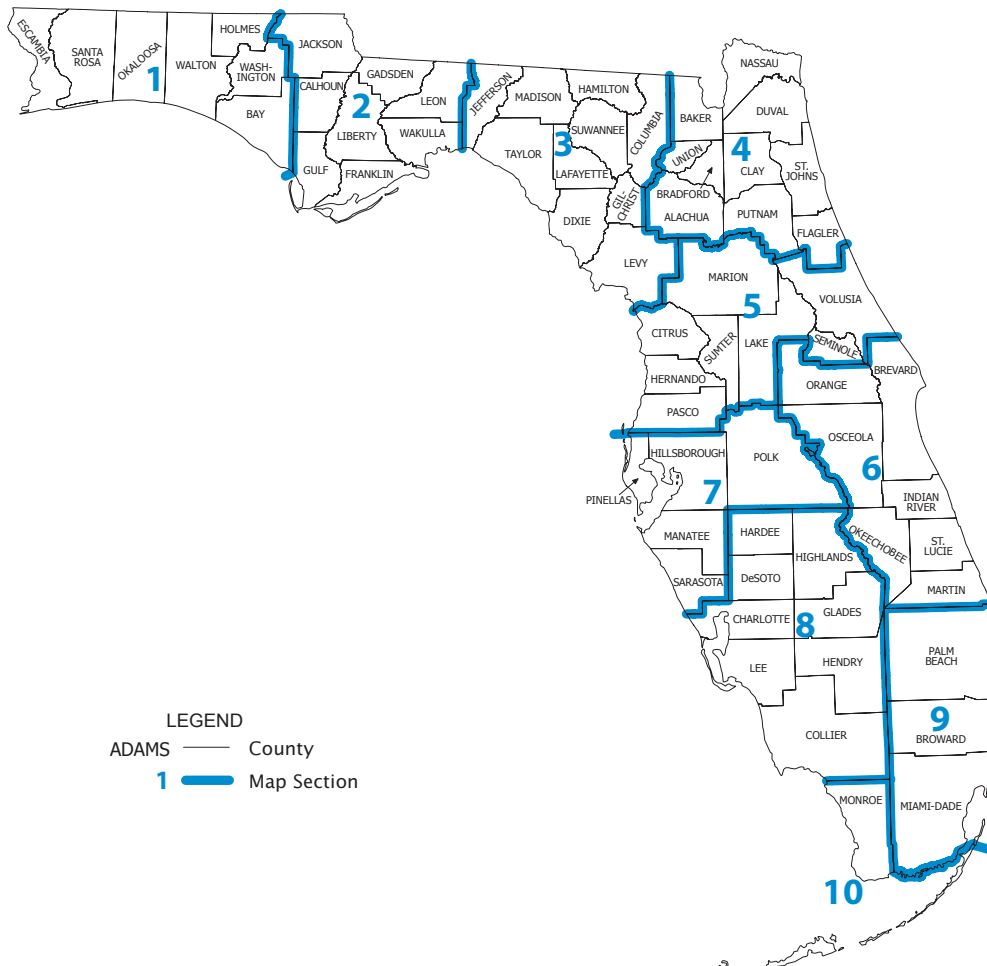 ESCAMBIA
SANTA
ROSA
OKALOOSA
1
WALTON
HOLMES
WASH-
INGTON
BAY
JACKSON
CALHOUN
GULF
2
GADSDEN
LIBERTY
FRANKLIN
LEON
WAKULLA
JEFFERSON
MADISON
TAYLOR
HAMILTON
SUWANNEE
3
LAFAYETTE
DIXIE
COLUMBIA
GIL-
CHRIST
LEVY
NASSAU
BAKER
DUVAL
UNION
4
CLAY
ST.
JOHNS
BRADFORD
ALACHUA
PUTNAM
FLAGLER
MARION
5
VOLUSIA
CITRUS
SUMTER
LAKE
SEMINOLE
HERNANDO
ORANGE
BREVARD
PASCO
OSCEOLA
6
HILLSBOROUGH
POLK
PINELLAS
7
INDIAN
RIVER
MANATEE
HARDEE
HIGHLANDS
OKEECHOBEE
ST.
LUCIE
SARASOTA
DeSOTO
MARTIN
CHARLOTTE
8
GLADES
LEE
HENDRY
PALM
BEACH
COLLIER
9
BROWARD
MONROE
MIAMI-DADE
10
LEGEND
ADAMS County
1 Map Section